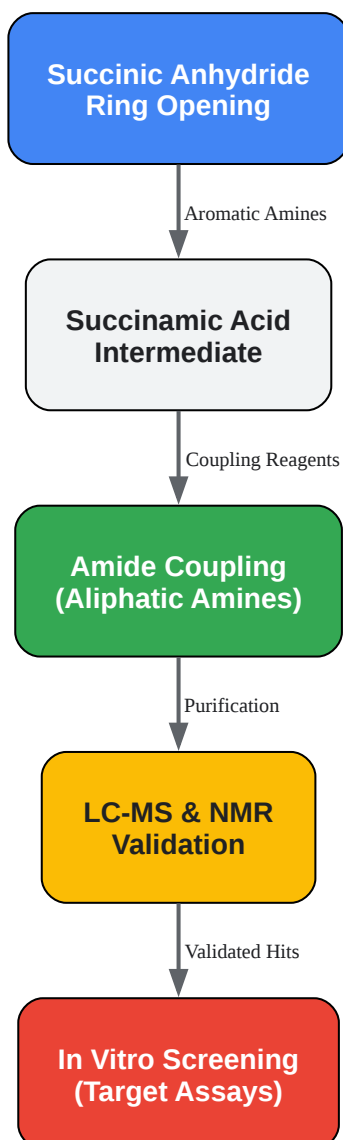 Succinic Anhydride
Ring Opening
Aromatic Amines
Succinamic Acid
Intermediate
Coupling Reagents
Amide Coupling
(Aliphatic Amines)
Purification
LC-MS & NMR
Validation
Validated Hits
In Vitro Screening
(Target Assays)